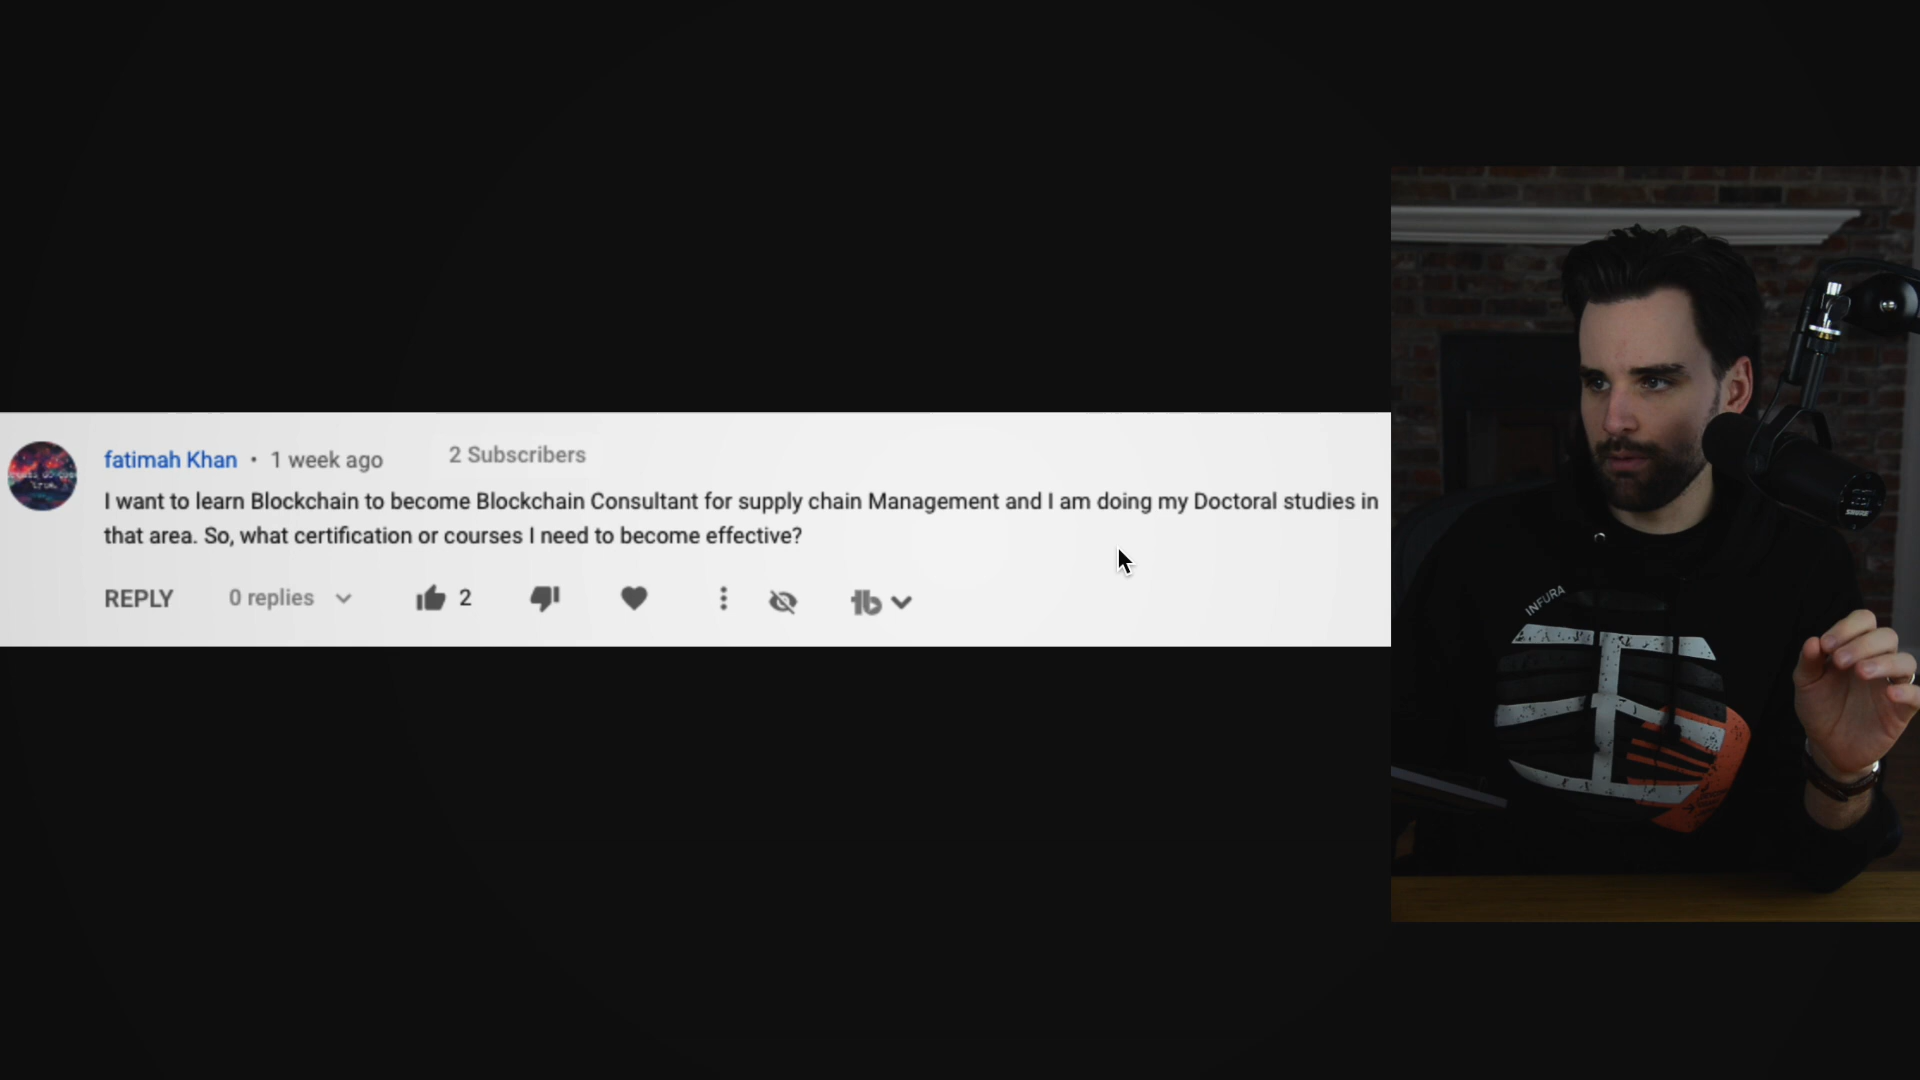 fatimah Khan • 1 week ago 2 Subscribers
I want to learn Blockchain to become Blockchain Consultant for supply chain Management and I am doing my Doctoral studies in
that area. So, what certification or courses I need to become effective?
REPLY 0 replies 2
INFURA
SHURE